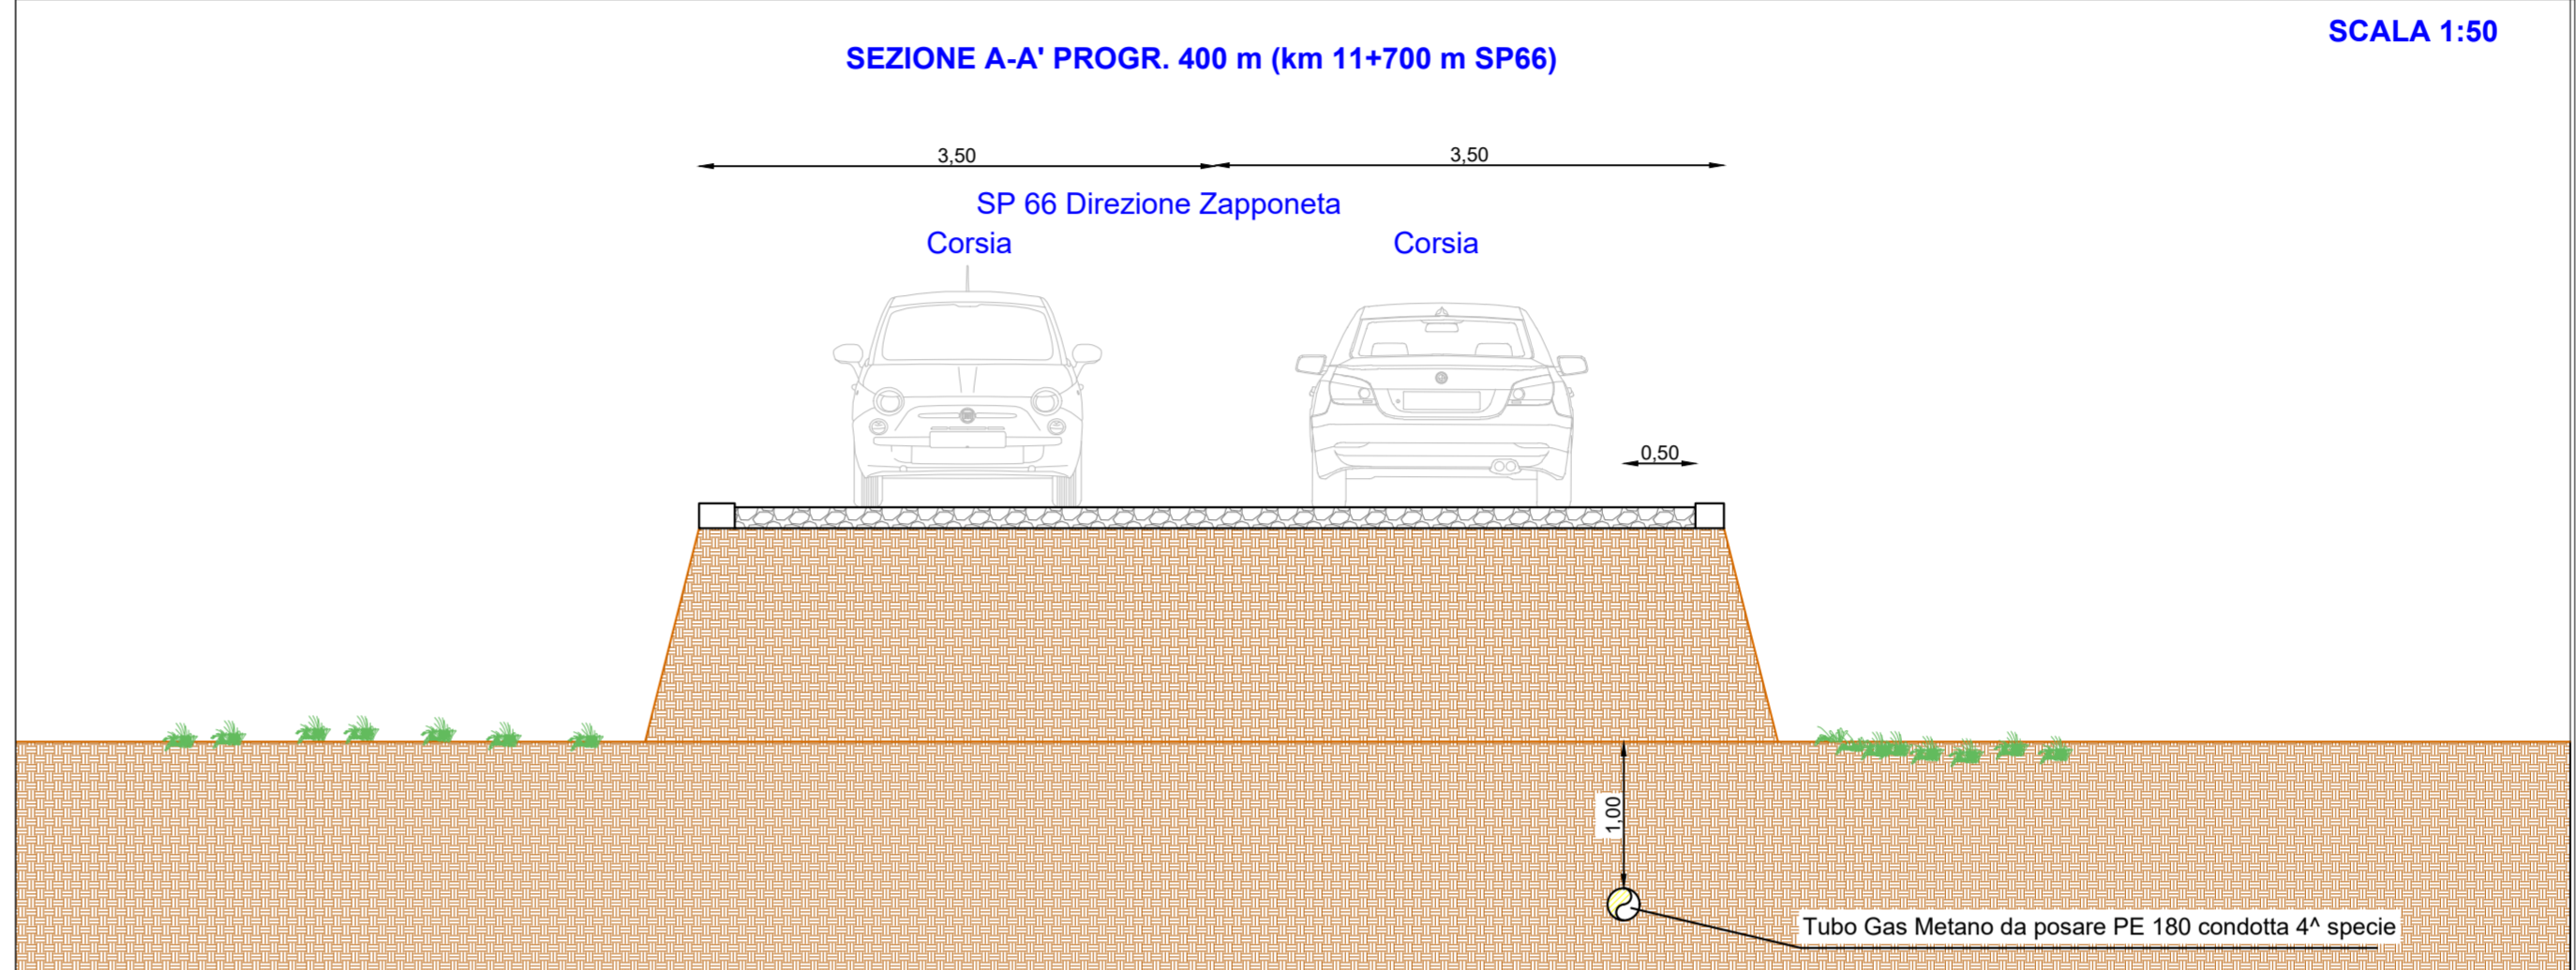 SCALA 1:50
SEZIONE A-A' PROGR. 400 m (km 11+700 m SP66)
3,50
3,50
SP 66 Direzione Zapponeta
Corsia
Corsia
0,50
1,00
Tubo Gas Metano da posare PE 180 condotta 4^ specie